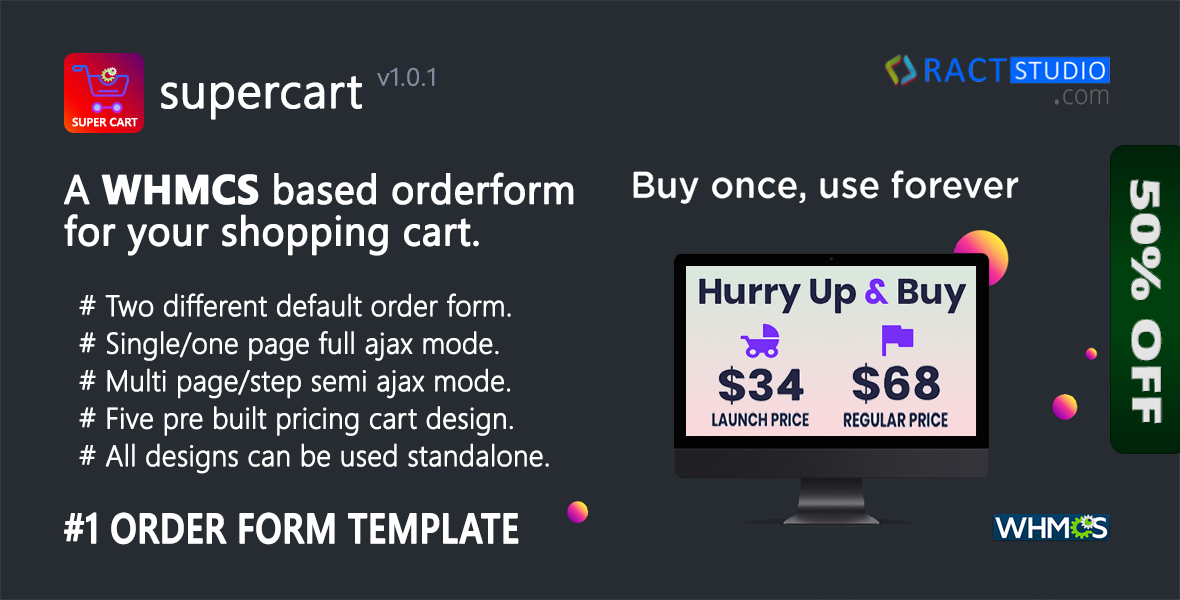 SUPER CART
supercart v1.0.1
RACTSTUDIO
.com
A WHMCS based orderform
for your shopping cart.
# Two different default order form.
# Single/one page full ajax mode.
# Multi page/step semi ajax mode.
# Five pre built pricing cart design.
# All designs can be used standalone.
#1 ORDER FORM TEMPLATE
Buy once, use forever
Hurry Up & Buy
$34 $68
LAUNCH PRICE REGULAR PRICE
50% OFF
WHMCS